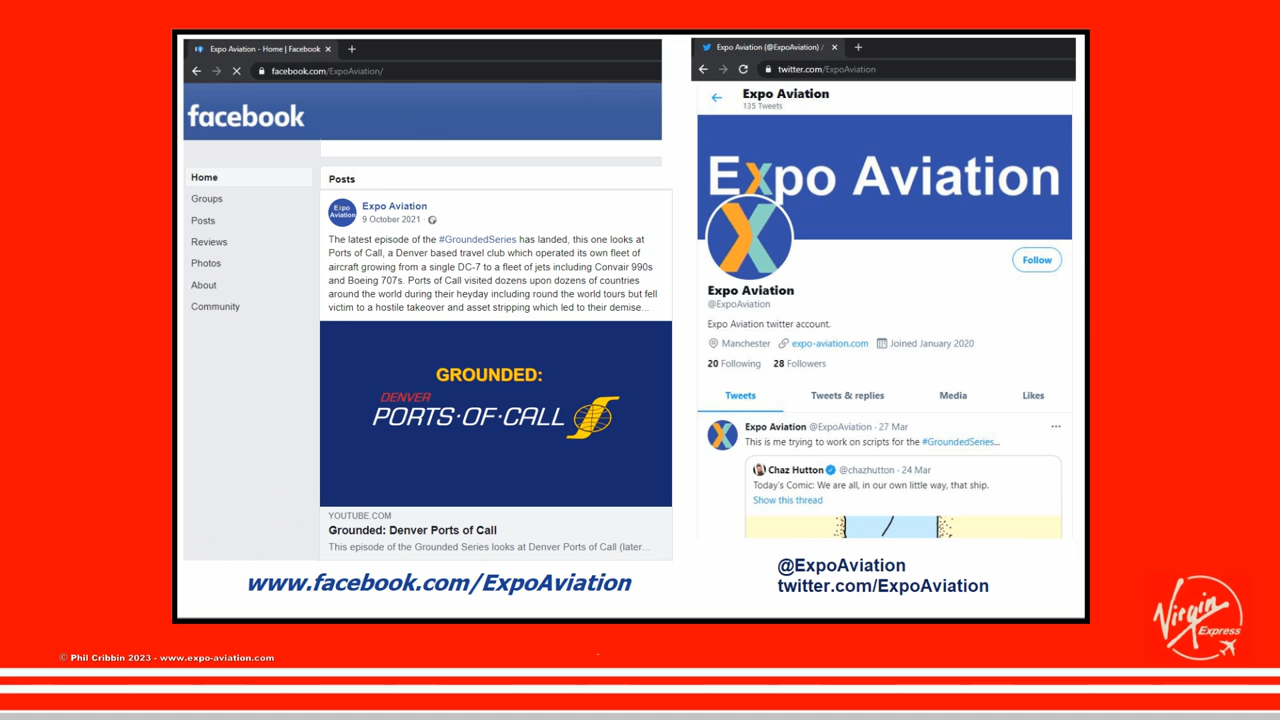 Expo Aviation - Home | Facebook
facebook.com/ExpoAviation/
facebook
Home
Groups
Posts
Reviews
Photos
About
Community
Posts
Expo Aviation
Expo Aviation
9 October 2021 ·
The latest episode of the #GroundedSeries has landed, this one looks at
Ports of Call, a Denver based travel club which operated its own fleet of
aircraft growing from a single DC-7 to a fleet of jets including Convair 990s
and Boeing 707s. Ports of Call visited dozens upon dozens of countries
around the world during their heyday including round the world tours but fell
victim to a hostile takeover and asset stripping which led to their demise...
GROUNDED:
DENVER
PORTS·OF·CALL
YOUTUBE.COM
Grounded: Denver Ports of Call
This episode of the Grounded Series looks at Denver Ports of Call (later...
www.facebook.com/ExpoAviation
Expo Aviation (@ExpoAviation) /
twitter.com/ExpoAviation
Expo Aviation
135 Tweets
Expo Aviation
Follow
Expo Aviation
@ExpoAviation
Expo Aviation twitter account.
Manchester expo-aviation.com Joined January 2020
20 Following 28 Followers
Tweets Tweets & replies Media Likes
Expo Aviation @ExpoAviation · 27 Mar
This is me trying to work on scripts for the #GroundedSeries...
Chaz Hutton @chazhutton · 24 Mar
Today's Comic: We are all, in our own little way, that ship.
Show this thread
@ExpoAviation
twitter.com/ExpoAviation
Virgin
Express
© Phil Cribbin 2023 - www.expo-aviation.com